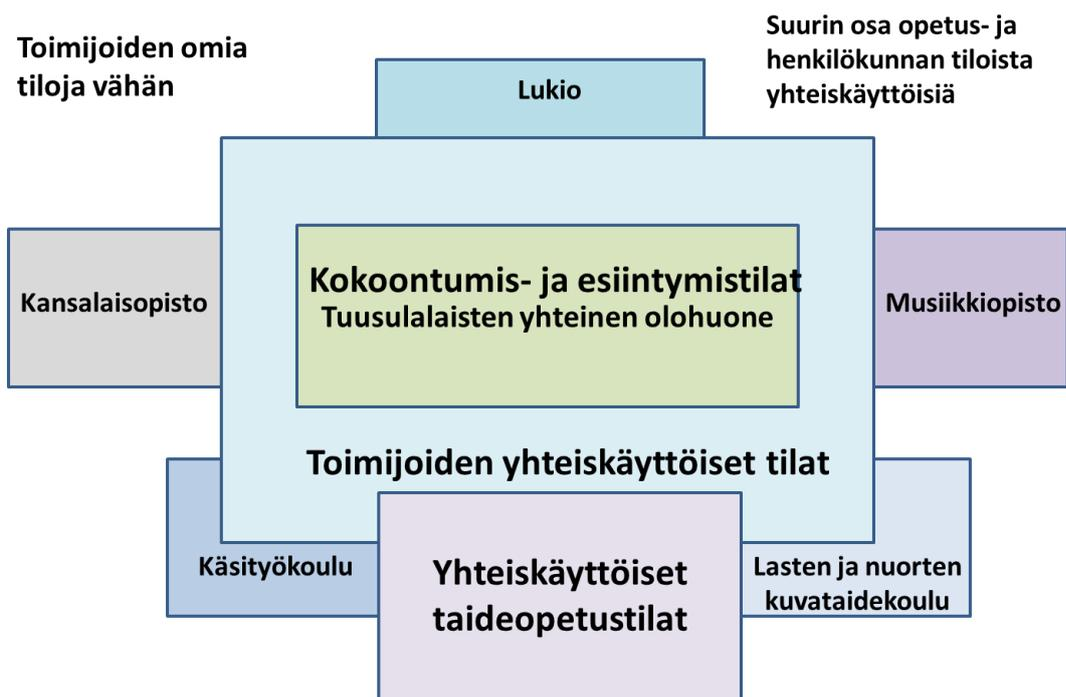 Toimijoiden omia
tiloja vähän
Suurin osa opetus- ja
henkilökunnan tiloista
yhteiskäyttöisiä
Lukio
Kokoontumis- ja esiintymistilat
Tuusulalaisten yhteinen olohuone
Kansalaisopisto
Musiikkiopisto
Toimijoiden yhteiskäyttöiset tilat
Käsityökoulu
Yhteiskäyttöiset
taideopetustilat
Lasten ja nuorten
kuvataidekoulu